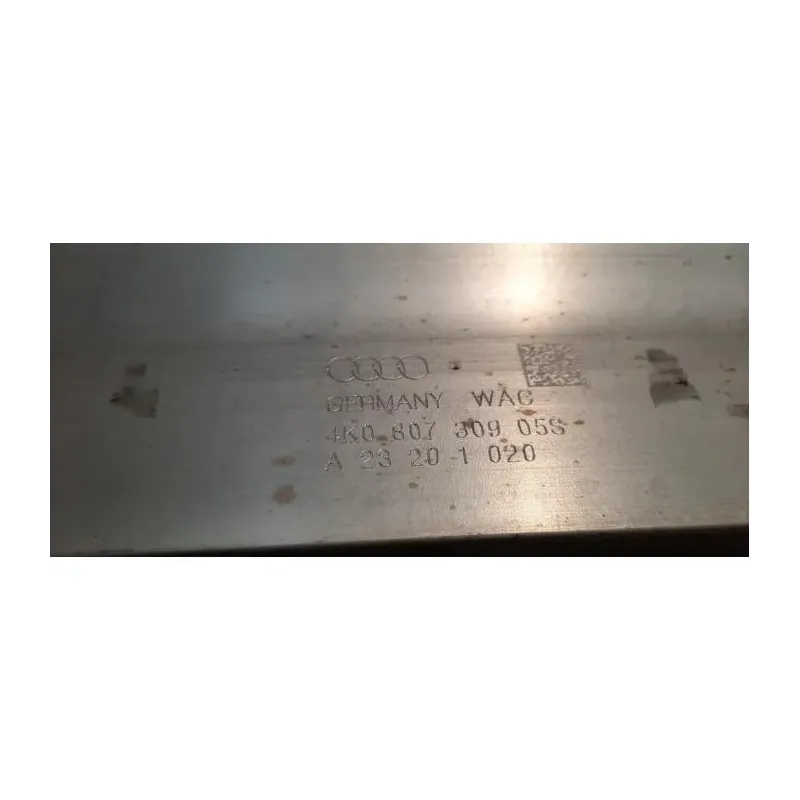 GERMANY WAC
4K0 807 309 05S
A 23 20 1 020